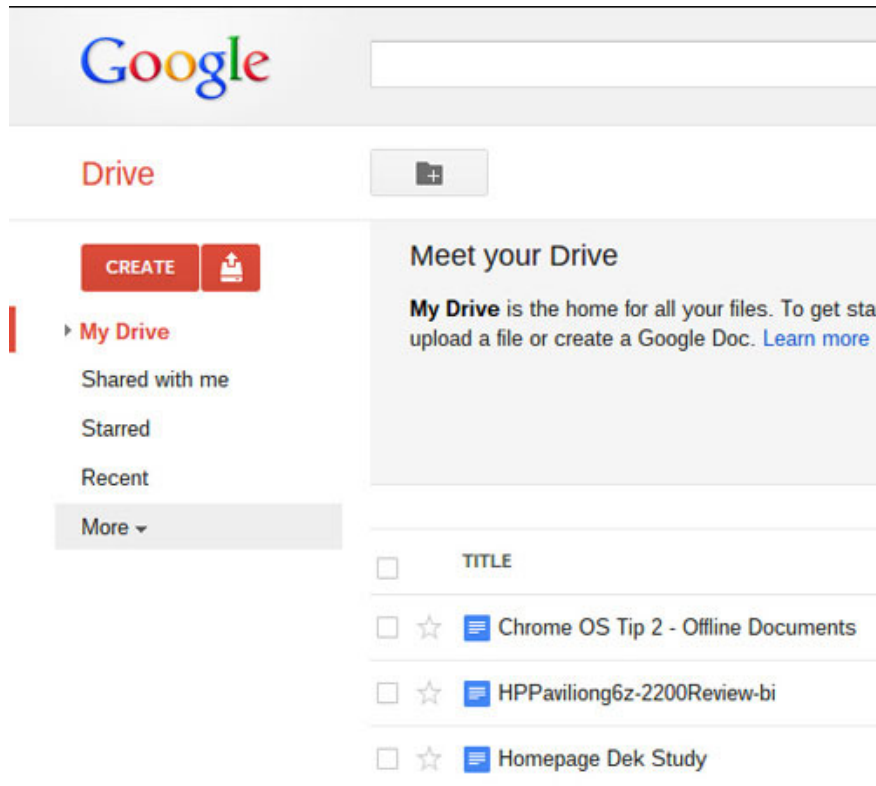 Google
Drive
CREATE
Meet your Drive
My Drive is the home for all your files. To get sta
upload a file or create a Google Doc. Learn more
My Drive
Shared with me
Starred
Recent
More
TITLE
Chrome OS Tip 2 - Offline Documents
HPPaviliong6z-2200Review-bi
Homepage Dek Study